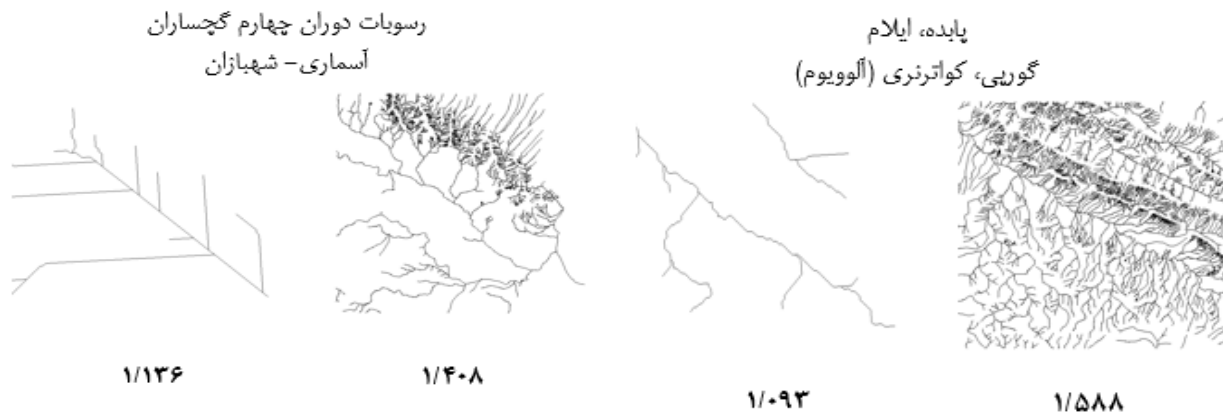 پابده، ایلام
گورپی، کواترنری (آلوویوم)
رسوبات دوران چهارم گچساران
آسماری- شهبازان
۱/۵۸۸
۱/۰۹۳
۱/۴۰۸
۱/۱۳۶